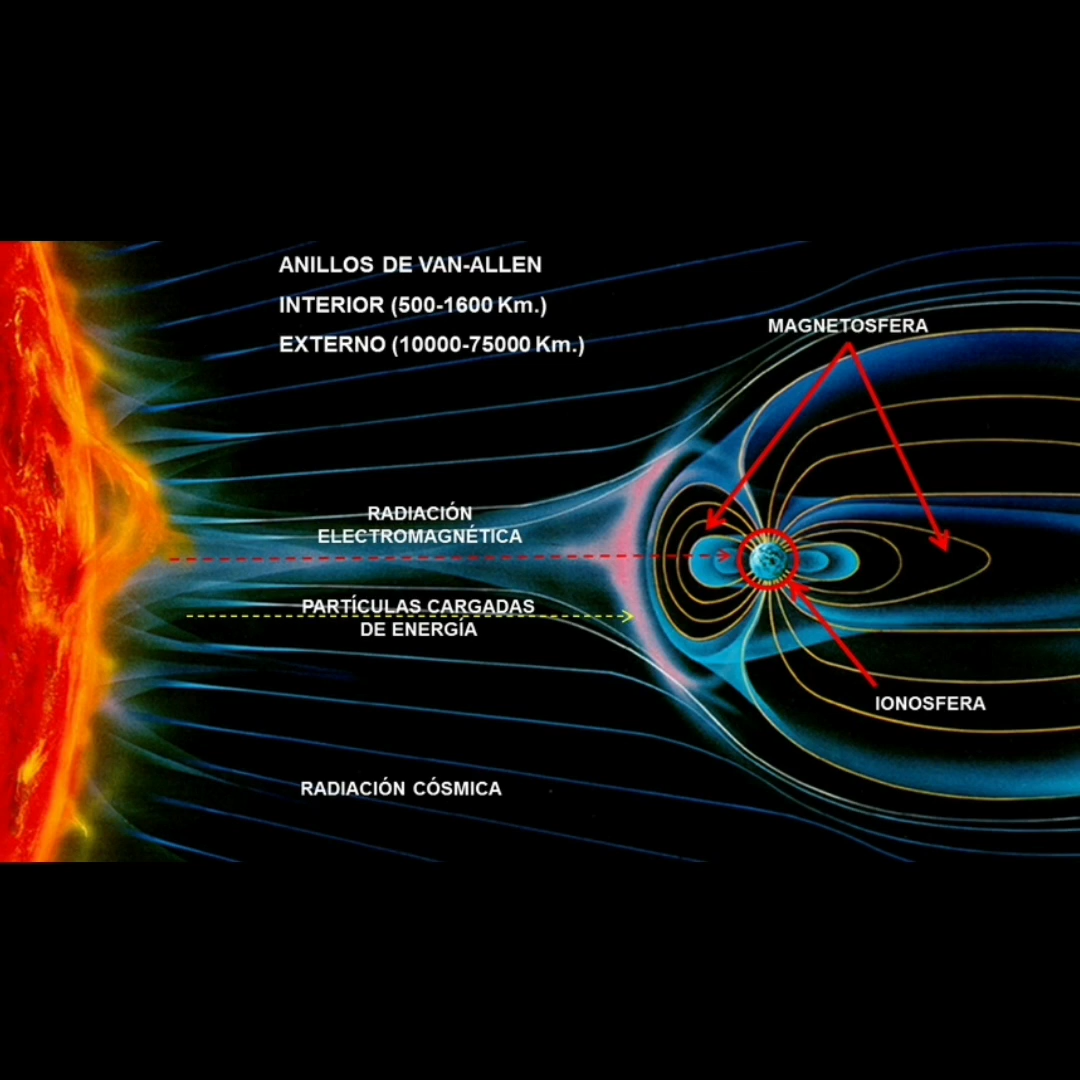 ANILLOS DE VAN-ALLEN
INTERIOR (500-1600 Km.)
EXTERNO (10000-75000 Km.)
MAGNETOSFERA
RADIACIÓN
ELECTROMAGNÉTICA
PARTÍCULAS CARGADAS
DE ENERGÍA
IONOSFERA
RADIACIÓN CÓSMICA